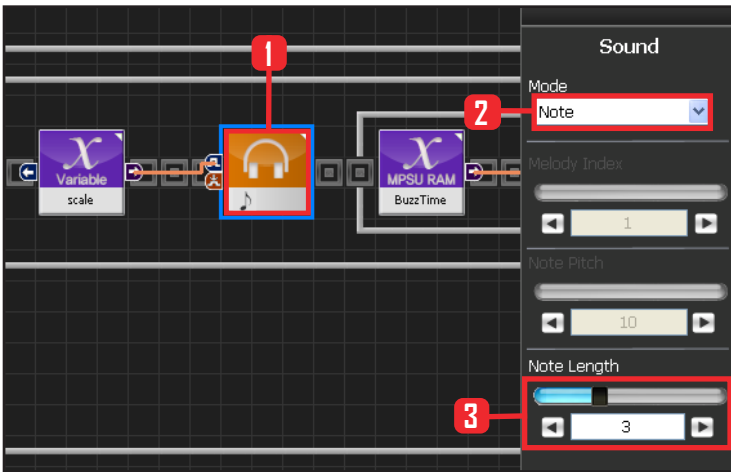 1
Sound
Mode
2
Note
Variable
scale
MPSU RAM
BuzzTime
Melody Index
1
Note Pitch
10
Note Length
3
3